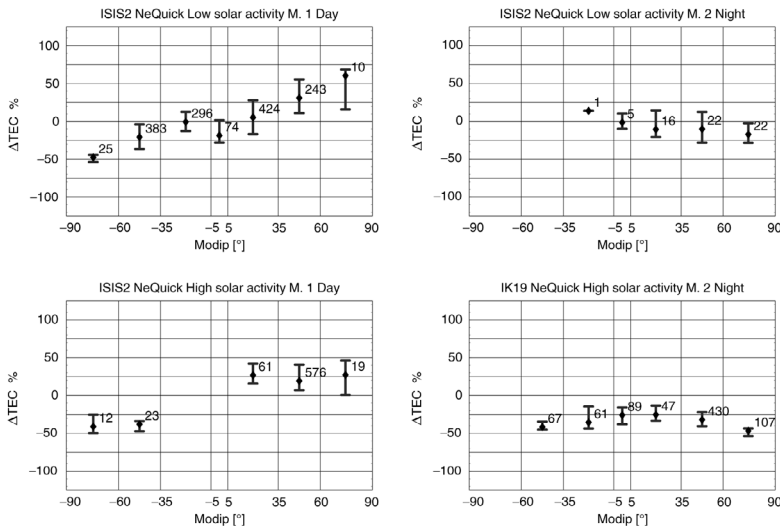 ISIS2 NeQuick Low solar activity M. 1 Day
ΔTEC %
100
50
0
−50
−100
25
383
296
74
424
243
10
−90 −60 −35 −5 5 35 60 90
Modip [°]
ISIS2 NeQuick Low solar activity M. 2 Night
ΔTEC %
100
50
0
−50
−100
1
5
16
22
22
−90 −60 −35 −5 5 35 60 90
Modip [°]
ISIS2 NeQuick High solar activity M. 1 Day
ΔTEC %
100
50
0
−50
−100
12
23
61
576
19
−90 −60 −35 −5 5 35 60 90
Modip [°]
IK19 NeQuick High solar activity M. 2 Night
ΔTEC %
100
50
0
−50
−100
67
61
89
47
430
107
−90 −60 −35 −5 5 35 60 90
Modip [°]